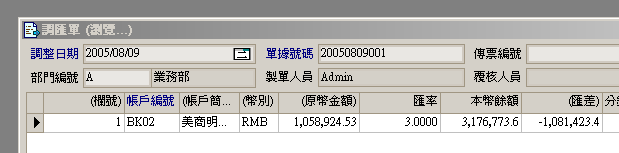 調匯單 (瀏覽...)
調整日期 2005/08/09 單據號碼 20050809001 傳票編號
部門編號 A 業務部 製單人員 Admin 覆核人員
(欄號) 帳戶編號 (帳戶簡... (幣別) (原幣金額) 匯率 本幣餘額 (匯差)
1 BK02 美商明... RMB 1,058,924.53 3.0000 3,176,773.6 -1,081,423.4